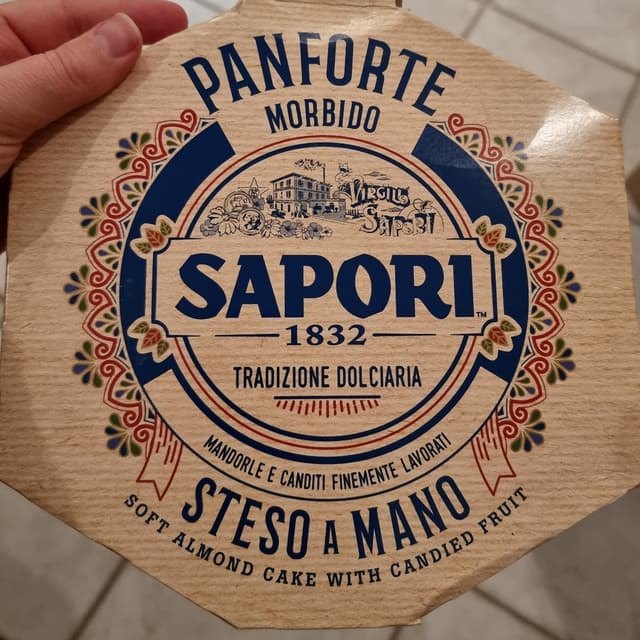 PANFORTE
MORBIDO
VIRGILIO
SAPORI
SAPORI™
1832
TRADIZIONE DOLCIARIA
MANDORLE E CANDITI FINEMENTE LAVORATI
STESO A MANO
SOFT ALMOND CAKE WITH CANDIED FRUIT